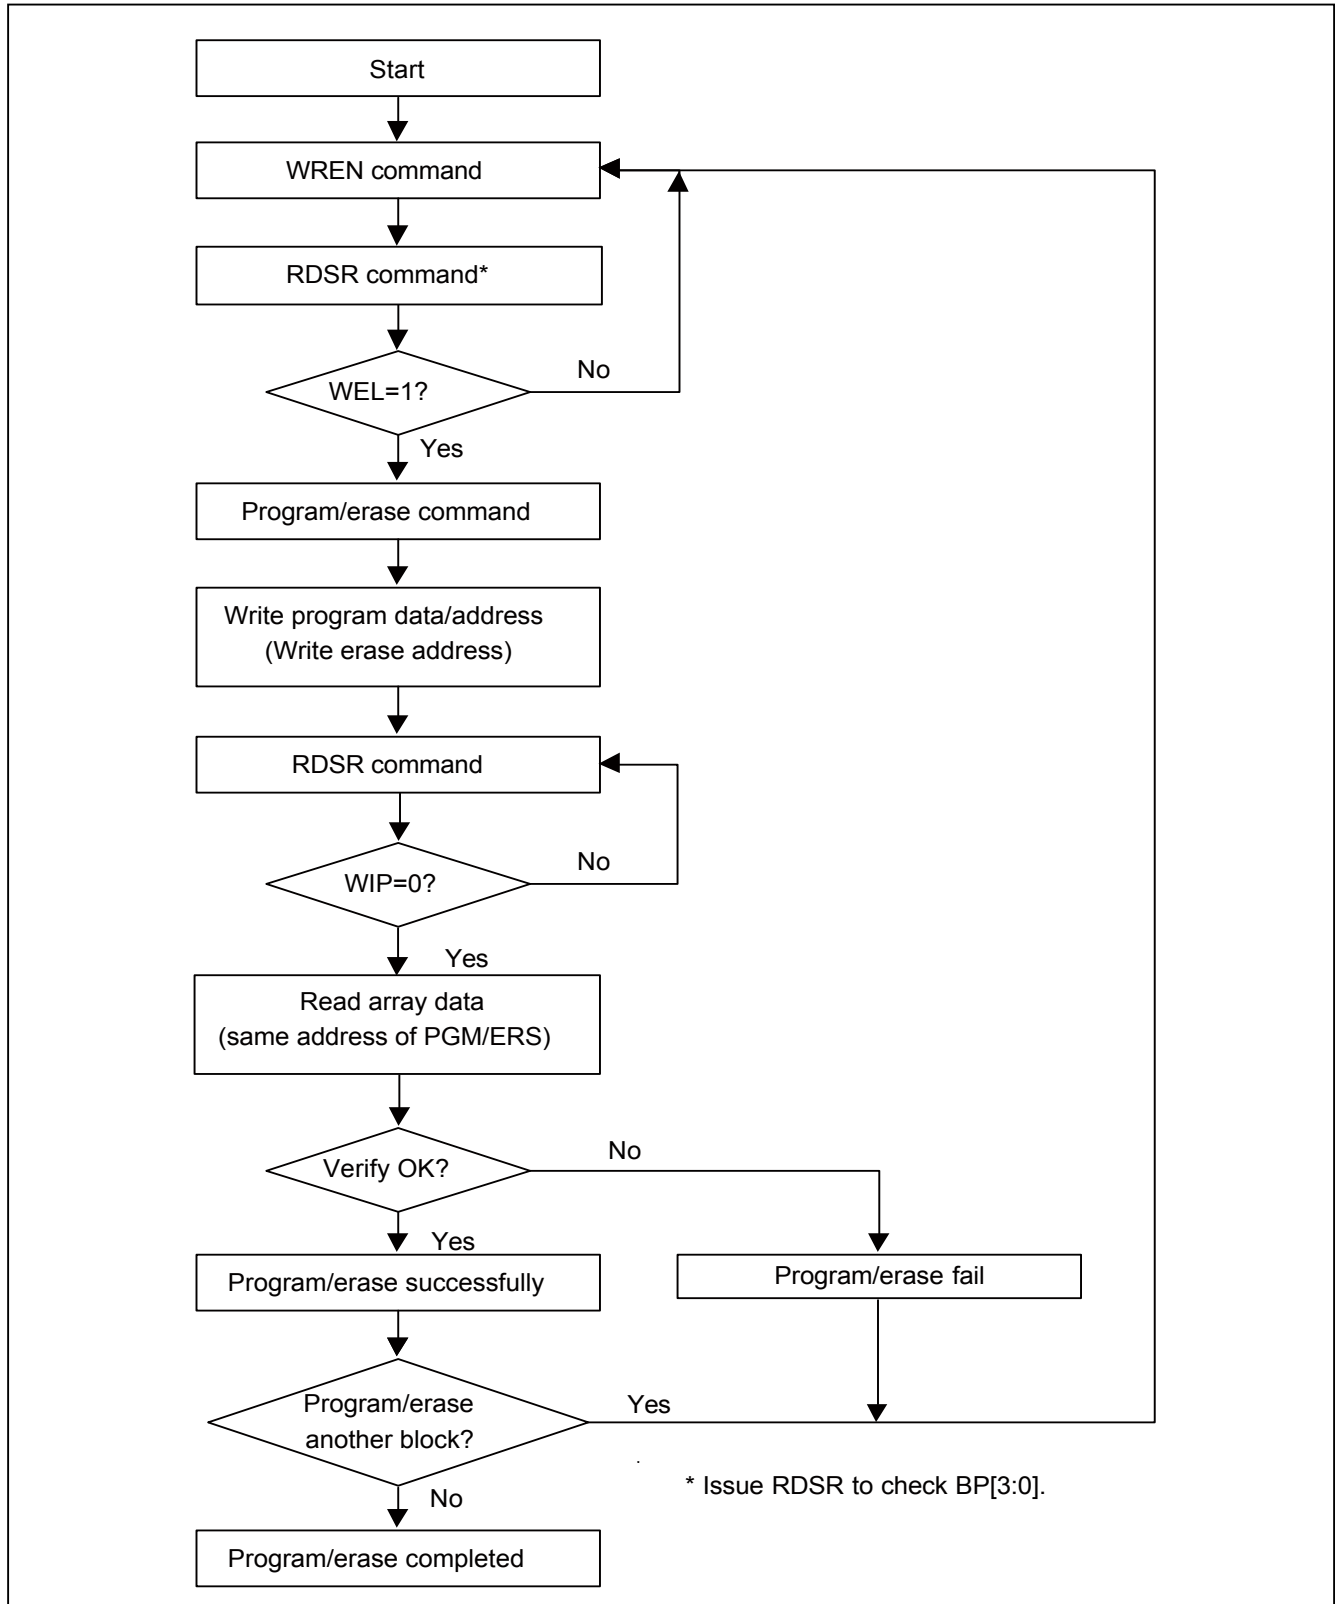 Start
WREN command
RDSR command*
WEL=1?
No
Yes
Program/erase command
Write program data/address
(Write erase address)
RDSR command
WIP=0?
No
Yes
Read array data
(same address of PGM/ERS)
Verify OK?
No
Yes
Program/erase successfully
Program/erase fail
Program/erase
another block?
Yes
* Issue RDSR to check BP[3:0].
No
Program/erase completed